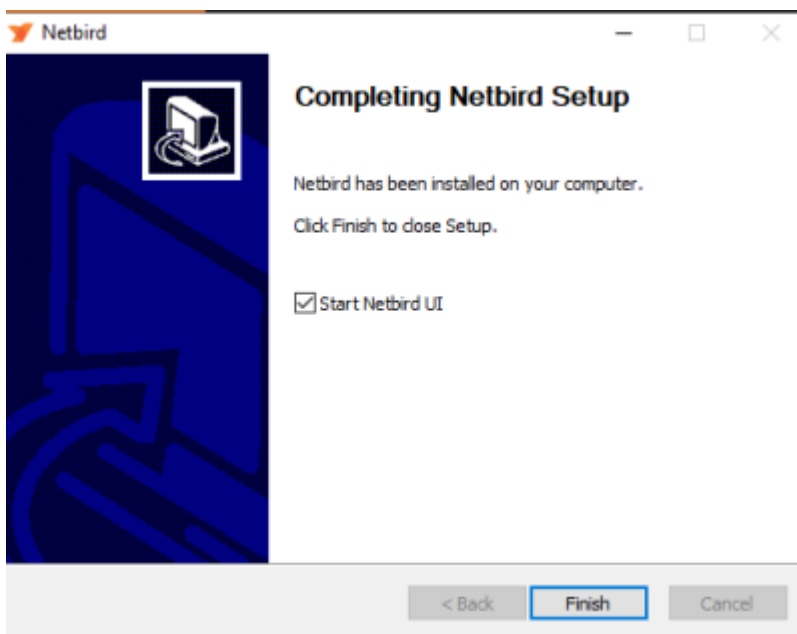 Netbird
Completing Netbird Setup
Netbird has been installed on your computer.
Click Finish to close Setup.
Start Netbird UI
< Back
Finish
Cancel